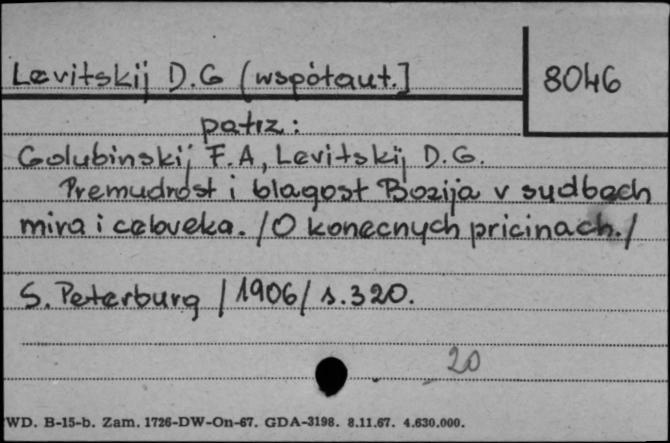 Levitskij D.G (współaut.]
8046
patrz:
Golubinskij F.A, Levitskij D.G.
Premudrost i blagost Bozija v sudbach
mira i celoveka. /O konecnych pricinach./
S. Peterburg /1906/ s.320.
20
WD. B-15-b. Zam. 1726-DW-On-67. GDA-3198. 8.11.67. 4.630.000.